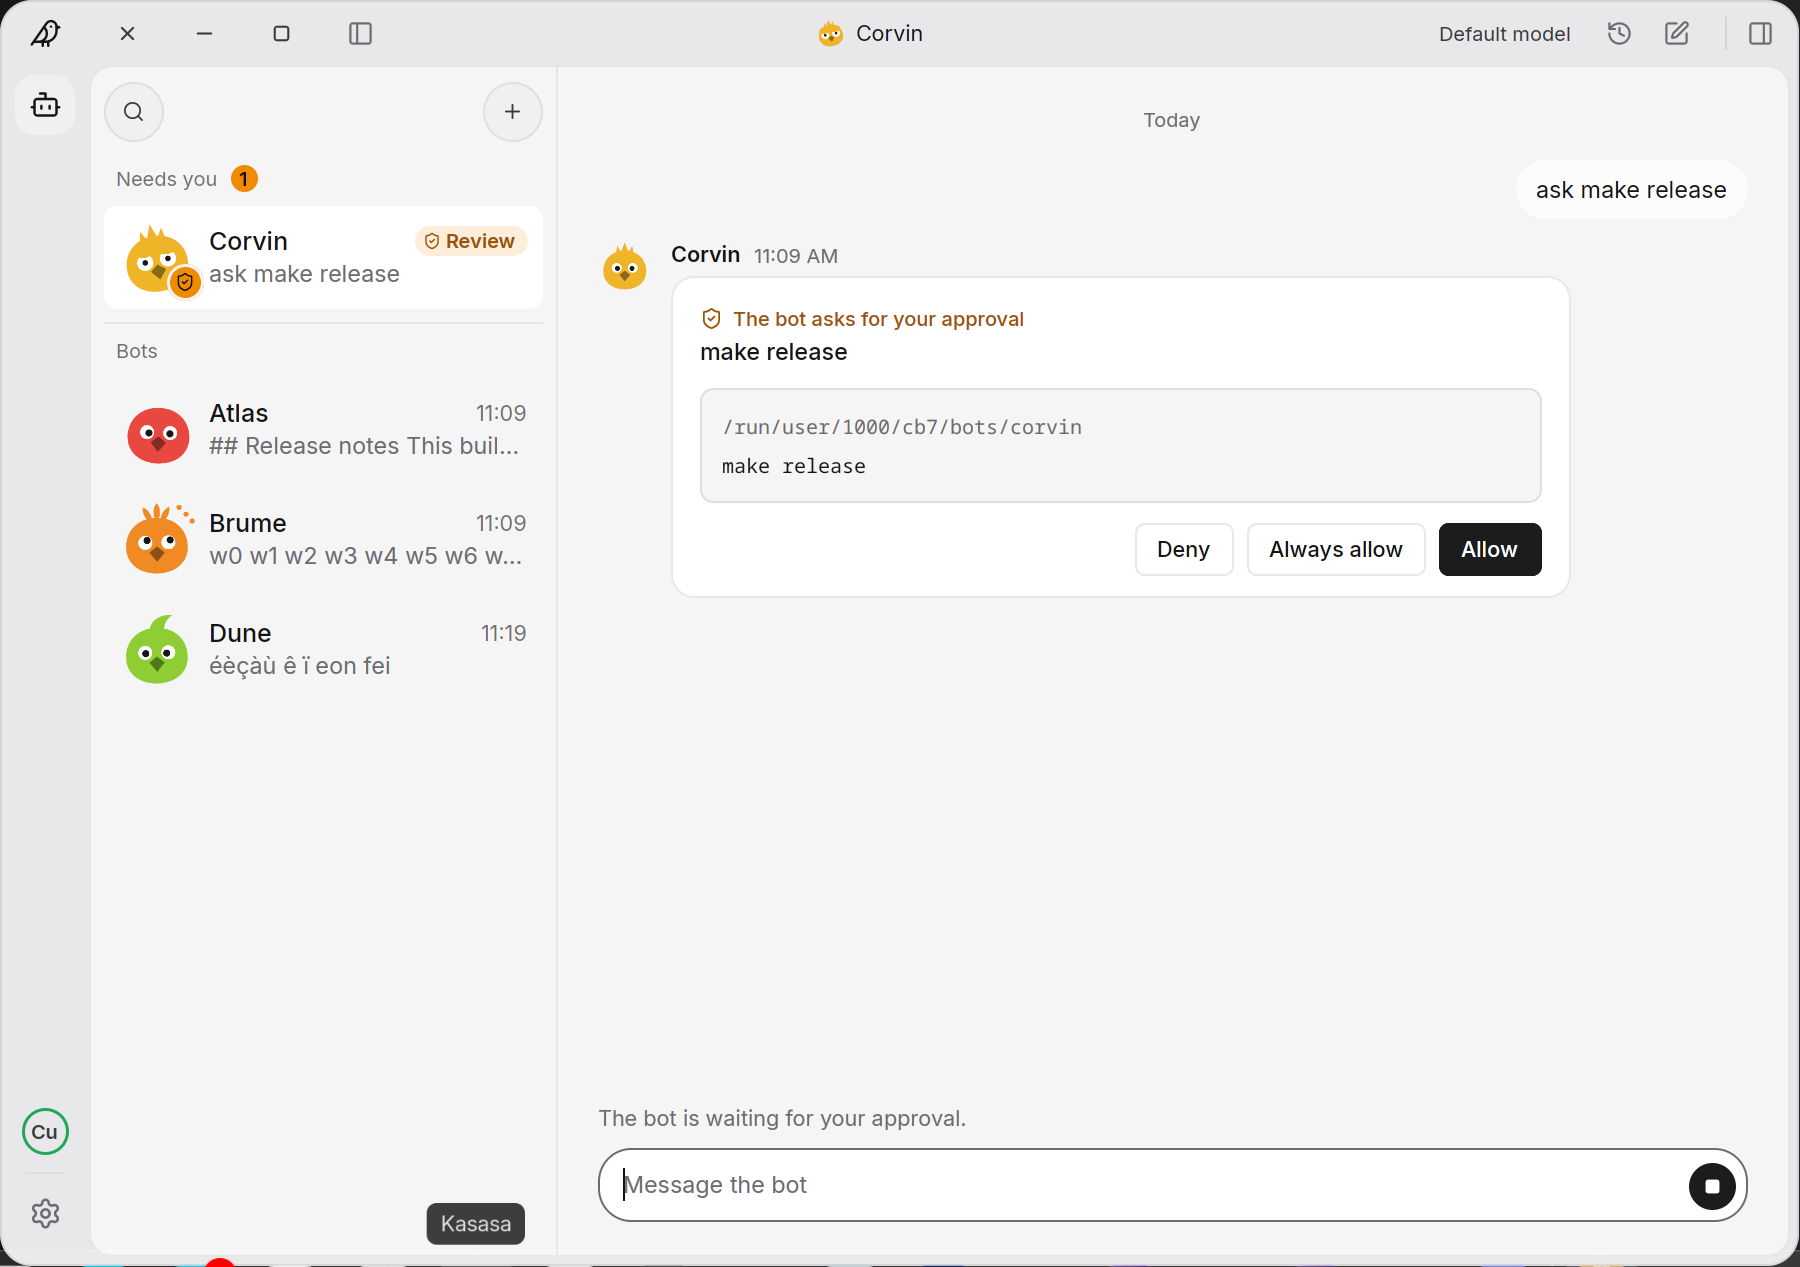 Corvin
Default model
Needs you 1
Corvin
Review
ask make release
Bots
Atlas
11:09
## Release notes This buil...
Brume
11:09
w0 w1 w2 w3 w4 w5 w6 w...
Dune
11:19
éèçàù ê ï eon fei
Cu
Kasasa
Today
ask make release
Corvin 11:09 AM
The bot asks for your approval
make release
/run/user/1000/cb7/bots/corvin
make release
Deny
Always allow
Allow
The bot is waiting for your approval.
Message the bot